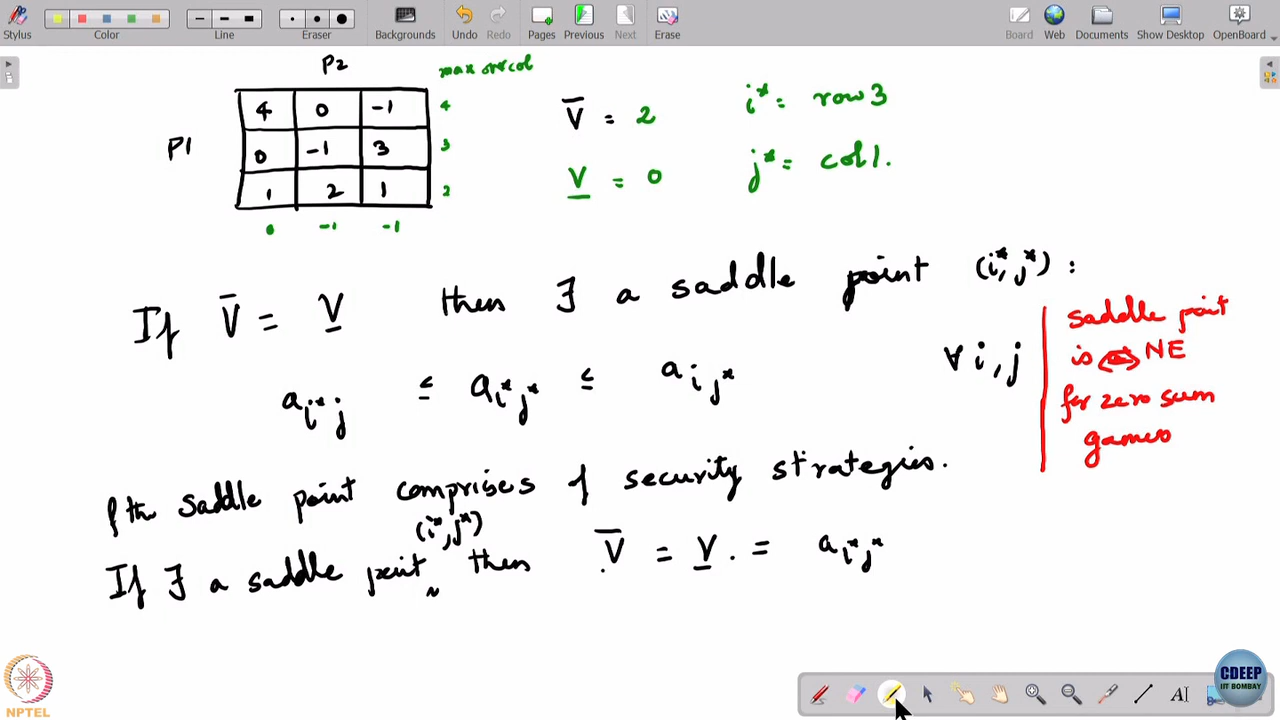 Stylus Color Line Eraser Backgrounds Undo Redo Pages Previous Next Erase Board Web Documents Show Desktop OpenBoard
P2 max over col
4 0 -1 4
P1 0 -1 3 3
1 2 1 2
0 -1 -1
V̅ = 2 i* = row 3
V̲ = 0 j* = col 1.
If V̅ = V̲ then ∃ a saddle point (i*, j*) :
a_{i*j} ≤ a_{i*j*} ≤ a_{ij*} ∀ i, j
saddle point
is NE
for zero sum
games
& the saddle point comprises of security strategies.
If ∃ a saddle point (i*, j*) then V̅ = V̲ = a_{i*j*}
NPTEL
CDEEP
IIT BOMBAY